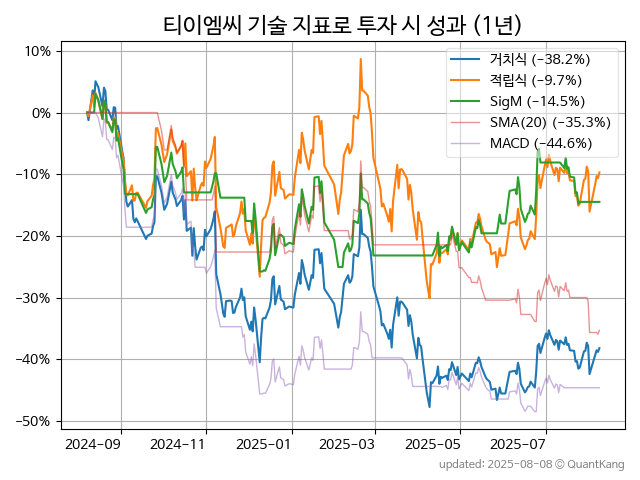 티이엠씨 기술 지표로 투자 시 성과 (1년)
거치식 (−38.2%)
적립식 (−9.7%)
SigM (−14.5%)
SMA(20) (−35.3%)
MACD (−44.6%)
10%
0%
−10%
−20%
−30%
−40%
−50%
2024-09 2024-11 2025-01 2025-03 2025-05 2025-07
updated: 2025-08-08 © QuantKang